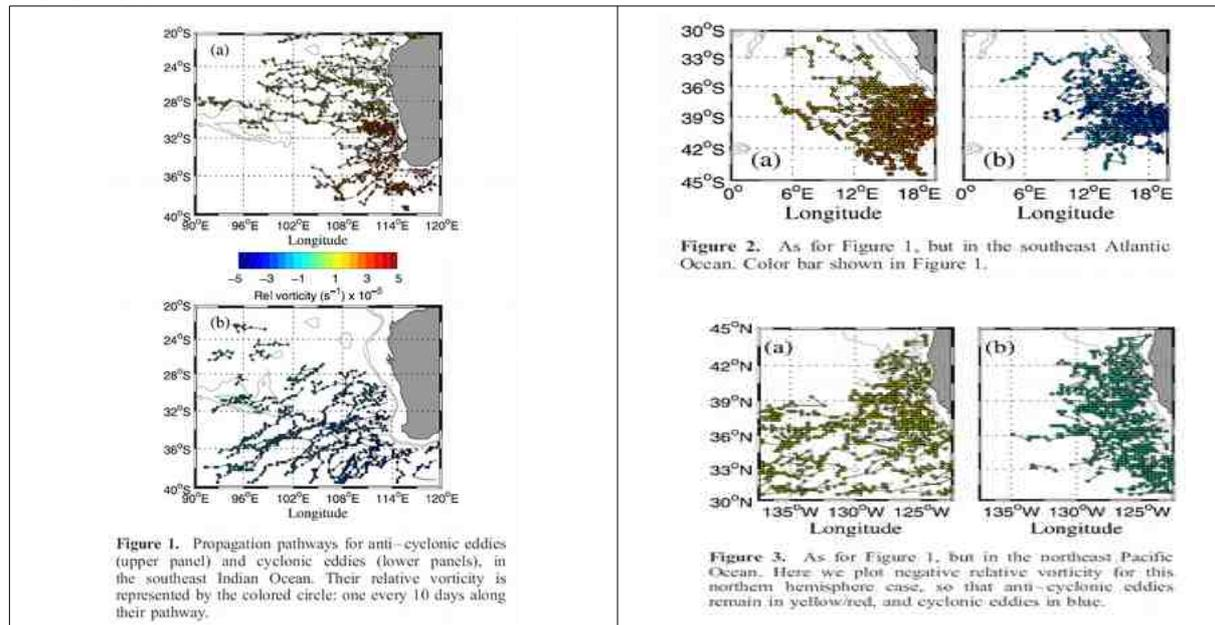 20°S
(a)
24°S
28°S
32°S
36°S
40°S
90°E 96°E 102°E 108°E 114°E 120°E
Longitude
−5 −3 −1 1 3 5
Rel vorticity (s⁻¹) x 10⁻⁵
20°S
(b)
24°S
28°S
32°S
36°S
40°S
90°E 96°E 102°E 108°E 114°E 120°E
Longitude
Figure 1. Propagation pathways for anti–cyclonic eddies
(upper panel) and cyclonic eddies (lower panels), in
the southeast Indian Ocean. Their relative vorticity is
represented by the colored circle: one every 10 days along
their pathway.
30°S
33°S
36°S
39°S
42°S
(a) (b)
45°S
0° 6°E 12°E 18°E 0° 6°E 12°E 18°E
Longitude Longitude
Figure 2. As for Figure 1, but in the southeast Atlantic
Ocean. Color bar shown in Figure 1.
45°N
(a) (b)
42°N
39°N
36°N
33°N
30°N
135°W 130°W 125°W 135°W 130°W 125°W
Longitude Longitude
Figure 3. As for Figure 1, but in the northeast Pacific
Ocean. Here we plot negative relative vorticity for this
northern hemisphere case, so that anti–cyclonic eddies
remain in yellow/red, and cyclonic eddies in blue.